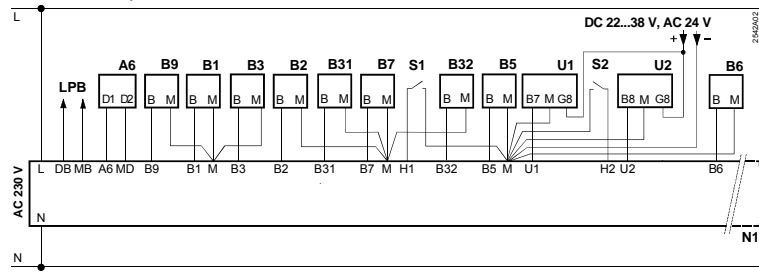 L
DC 22...38 V, AC 24 V
+ –
2542A02
LPB A6 B9 B1 B3 B2 B31 B7 S1 B32 B5 U1 S2 U2 B6
D1 D2 B M B M B M B M B M B M B M B M B7 M G8 B8 M G8 B M
L DB MB A6 MD B9 B1 M B3 B2 B31 B7 M H1 B32 B5 M U1 H2 U2 B6
AC 230 V
N
N1
N